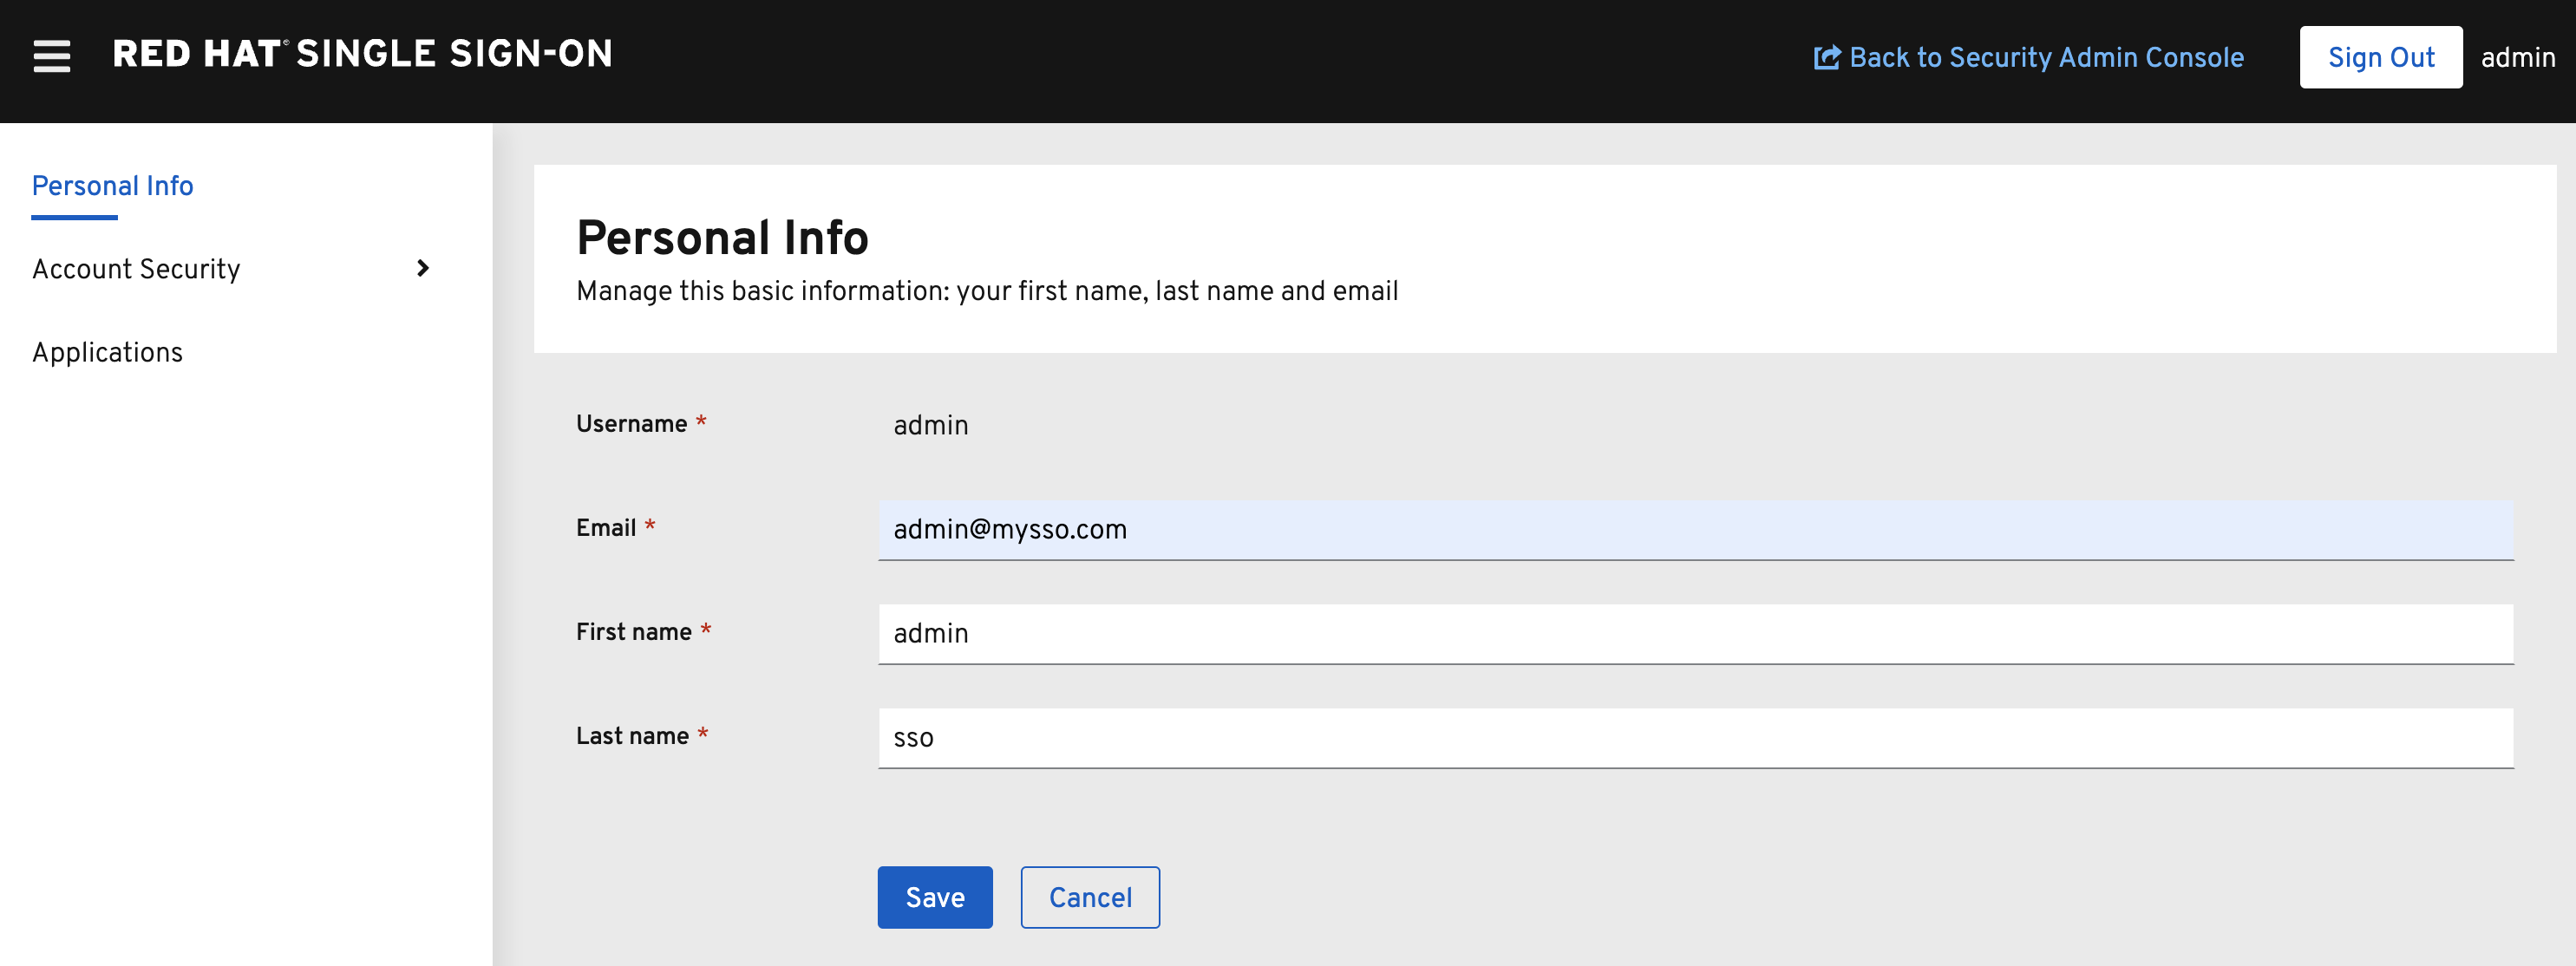 RED HAT® SINGLE SIGN-ON
Back to Security Admin Console
Sign Out
admin
Personal Info
Account Security
Applications
Personal Info
Manage this basic information: your first name, last name and email
Username * admin
Email * admin@mysso.com
First name * admin
Last name * sso
Save
Cancel